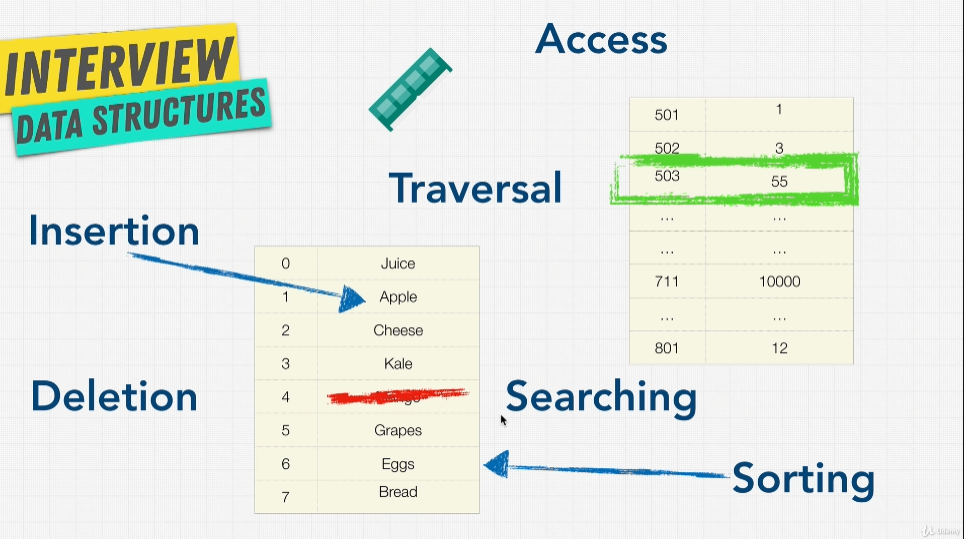 INTERVIEW
DATA STRUCTURES
Access
Traversal
Insertion
Deletion
Searching
Sorting
0 Juice
1 Apple
2 Cheese
3 Kale
4
5 Grapes
6 Eggs
7 Bread
501 1
502 3
503 55
... ...
... ...
711 10000
... ...
801 12
Udemy